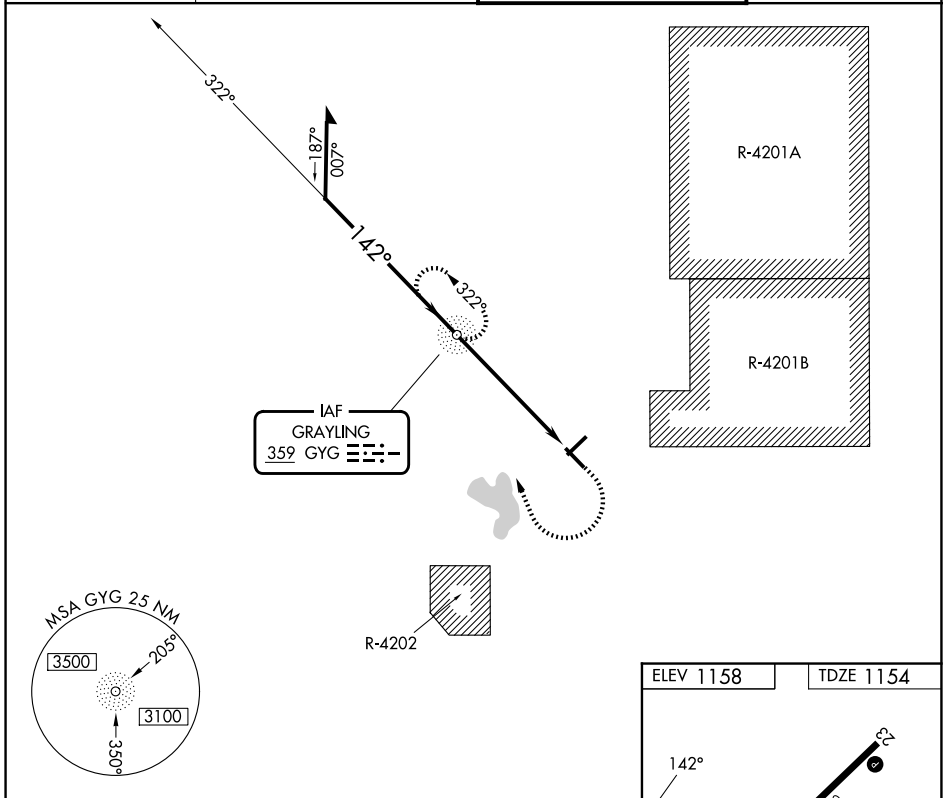 322°
187°
007°
142°
322°
R-4201A
R-4201B
IAF
GRAYLING
359 GYG
R-4202
MSA GYG 25 NM
3500
205°
3100
350°
ELEV 1158
TDZE 1154
142°
23
P